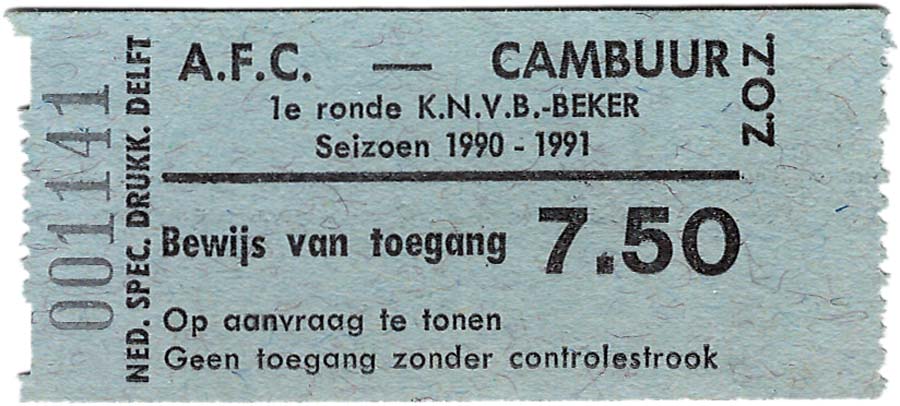 001141
NED. SPEC. DRUKK. DELFT
A.F.C. — CAMBUUR
1e ronde K.N.V.B.-BEKER
Seizoen 1990 - 1991
Z.O.Z.
Bewijs van toegang 7.50
Op aanvraag te tonen
Geen toegang zonder controlestrook